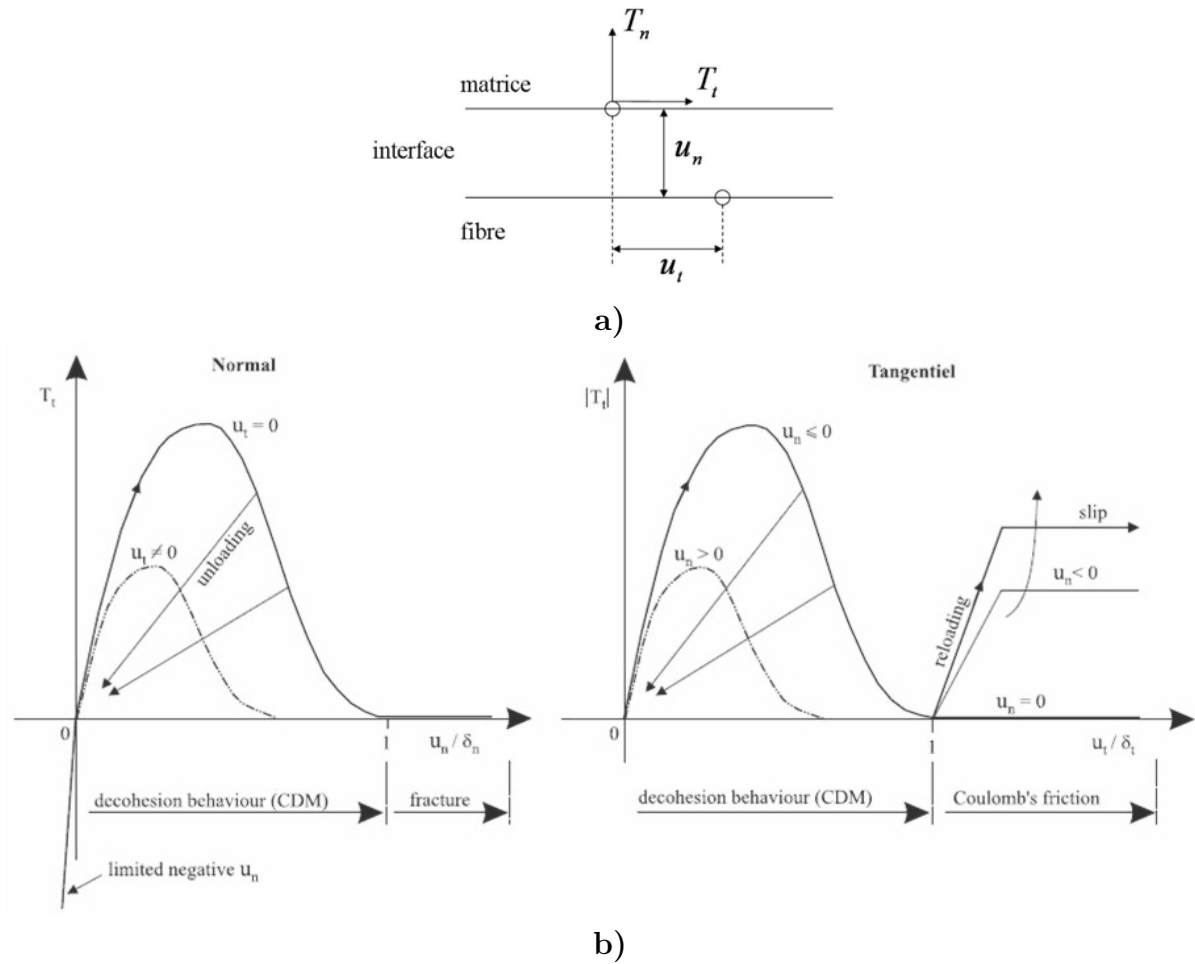 T_n
matrice
T_t
interface
u_n
fibre
u_t
a)
Normal
T_t
u_t = 0
u_t ≠ 0
unloading
0
1
u_n / δ_n
decohesion behaviour (CDM)
fracture
limited negative u_n
Tangentiel
|T_t|
u_n ⩽ 0
u_n > 0
slip
u_n < 0
reloading
u_n = 0
0
1
u_t / δ_t
decohesion behaviour (CDM)
Coulomb's friction
b)